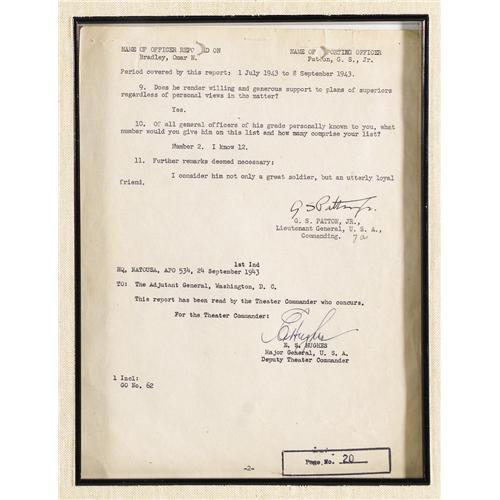 NAME OF OFFICER REPO ED ON NAME OF PORTING OFFICER
Bradley, Omar N. Patton, G. S., Jr.
Period covered by this report: 1 July 1943 to 8 September 1943.
9. Does he render willing and generous support to plans of superiors
regardless of personal views in the matter?
Yes.
10. Of all general officers of his grade personally known to you, what
number would you give him on this list and how many comprise your list?
Number 2. I know 12.
11. Further remarks deemed necessary:
I consider him not only a great soldier, but an utterly loyal
friend.
G S Patton Jr.
G. S. PATTON, JR.,
Lieutenant General, U. S. A.,
Commanding.
1st Ind
HQ, NATOUSA, APO 534, 24 September 1943
TO: The Adjutant General, Washington, D. C.
This report has been read by the Theater Commander who concurs.
For the Theater Commander:
E Hughes
E. S. HUGHES
Major General, U. S. A.
Deputy Theater Commander
1 Incl:
GO No. 62
Page No. 20
-2-